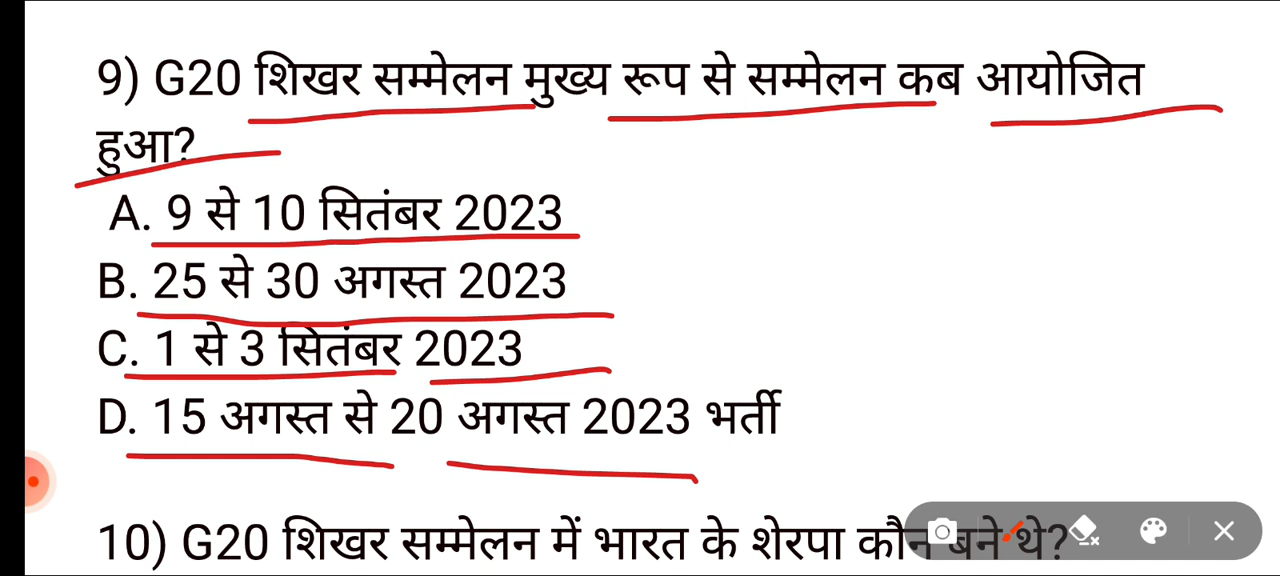 9) G20 शिखर सम्मेलन मुख्य रूप से सम्मेलन कब आयोजित
हुआ?
A. 9 से 10 सितंबर 2023
B. 25 से 30 अगस्त 2023
C. 1 से 3 सितंबर 2023
D. 15 अगस्त से 20 अगस्त 2023 भर्ती
10) G20 शिखर सम्मेलन में भारत के शेरपा कौन बने थे?